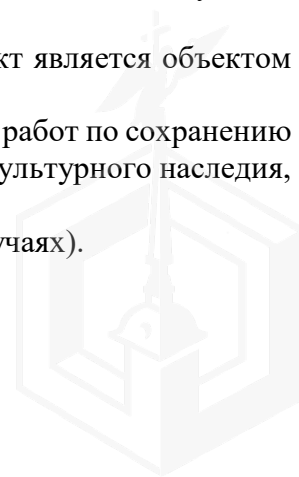 кт является объектом
работ по сохранению
ультурного наследия,
учаях).